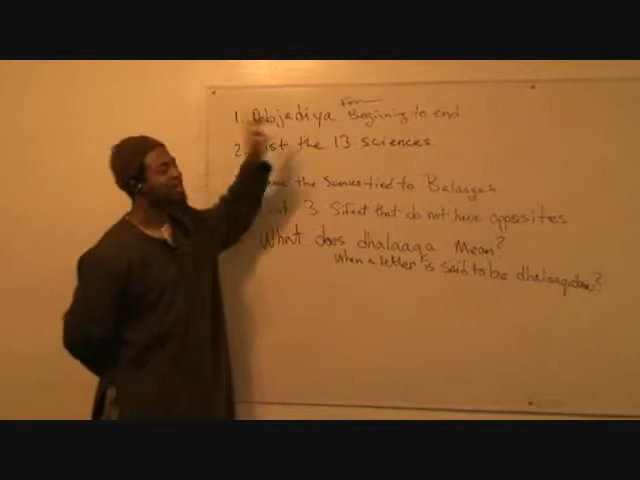 1. Abjadiya From Beginning to end
2. List the 13 sciences
the Sciences tied to Balaagah
3 Sifaat that do not have opposites
What does dhalaaqa Mean?
when a letter is said to be